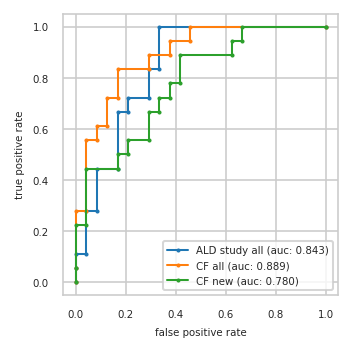 1.0
0.8
0.6
0.4
0.2
0.0
true positive rate
ALD study all (auc: 0.843)
CF all (auc: 0.889)
CF new (auc: 0.780)
0.0 0.2 0.4 0.6 0.8 1.0
false positive rate